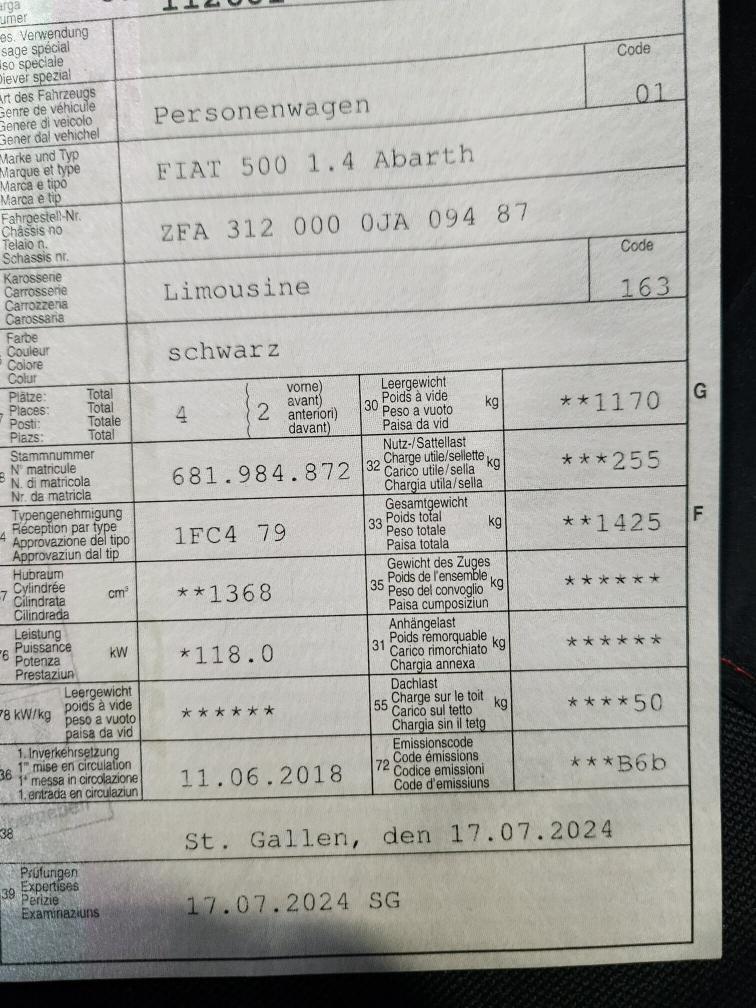 es. Verwendung
sage spécial
so speciale
Diever spezial
Art des Fahrzeugs
Genre de véhicule
Genere di veicolo
Gener dal vehichel
Personenwagen
Code
01
Marke und Typ
Marque et type
Marca e tipo
Marca e tip
FIAT 500 1.4 Abarth
Fahrgestell-Nr.
Châssis no
Telaio n.
Schassis nr.
ZFA 312 000 0JA 094 87
Karosserie
Carrosserie
Carrozzeria
Carossaria
Limousine
Code
163
Farbe
Couleur
Colore
Colur
schwarz
Plätze: Total
Places: Total
Posti: Totale
Plazs: Total
4 (2 vorne)
avant)
anteriori)
davant)
30 Leergewicht
Poids à vide
Peso a vuoto
Paisa da vid
kg
**1170
G
Stammnummer
N° matricule
N. di matricola
Nr. da matricla
681.984.872
32 Nutz-/Sattellast
Charge utile/sellette
Carico utile/sella
Chargia utila/sella
kg
***255
Typengenehmigung
Réception par type
Approvazione del tipo
Approvaziun dal tip
1FC4 79
33 Gesamtgewicht
Poids total
Peso totale
Paisa totala
kg
**1425
F
Hubraum
Cylindrée
Cilindrata
Cilindrada
cm³
**1368
35 Gewicht des Zuges
Poids de l'ensemble
Peso del convoglio
Paisa cumposiziun
kg
******
76 Leistung
Puissance
Potenza
Prestaziun
kW
*118.0
31 Anhängelast
Poids remorquable
Carico rimorchiato
Chargia annexa
kg
******
78 kW/kg
Leergewicht
poids à vide
peso a vuoto
paisa da vid
******
55 Dachlast
Charge sur le toit
Carico sul tetto
Chargia sin il tetg
kg
****50
36 1. Inverkehrsetzung
1re mise en circulation
1a messa in circolazione
1. entrada en circulaziun
11.06.2018
72 Emissionscode
Code émissions
Codice emissioni
Code d'emissiuns
***B6b
38
St. Gallen, den 17.07.2024
39 Prüfungen
Expertises
Perizie
Examinaziuns
17.07.2024 SG